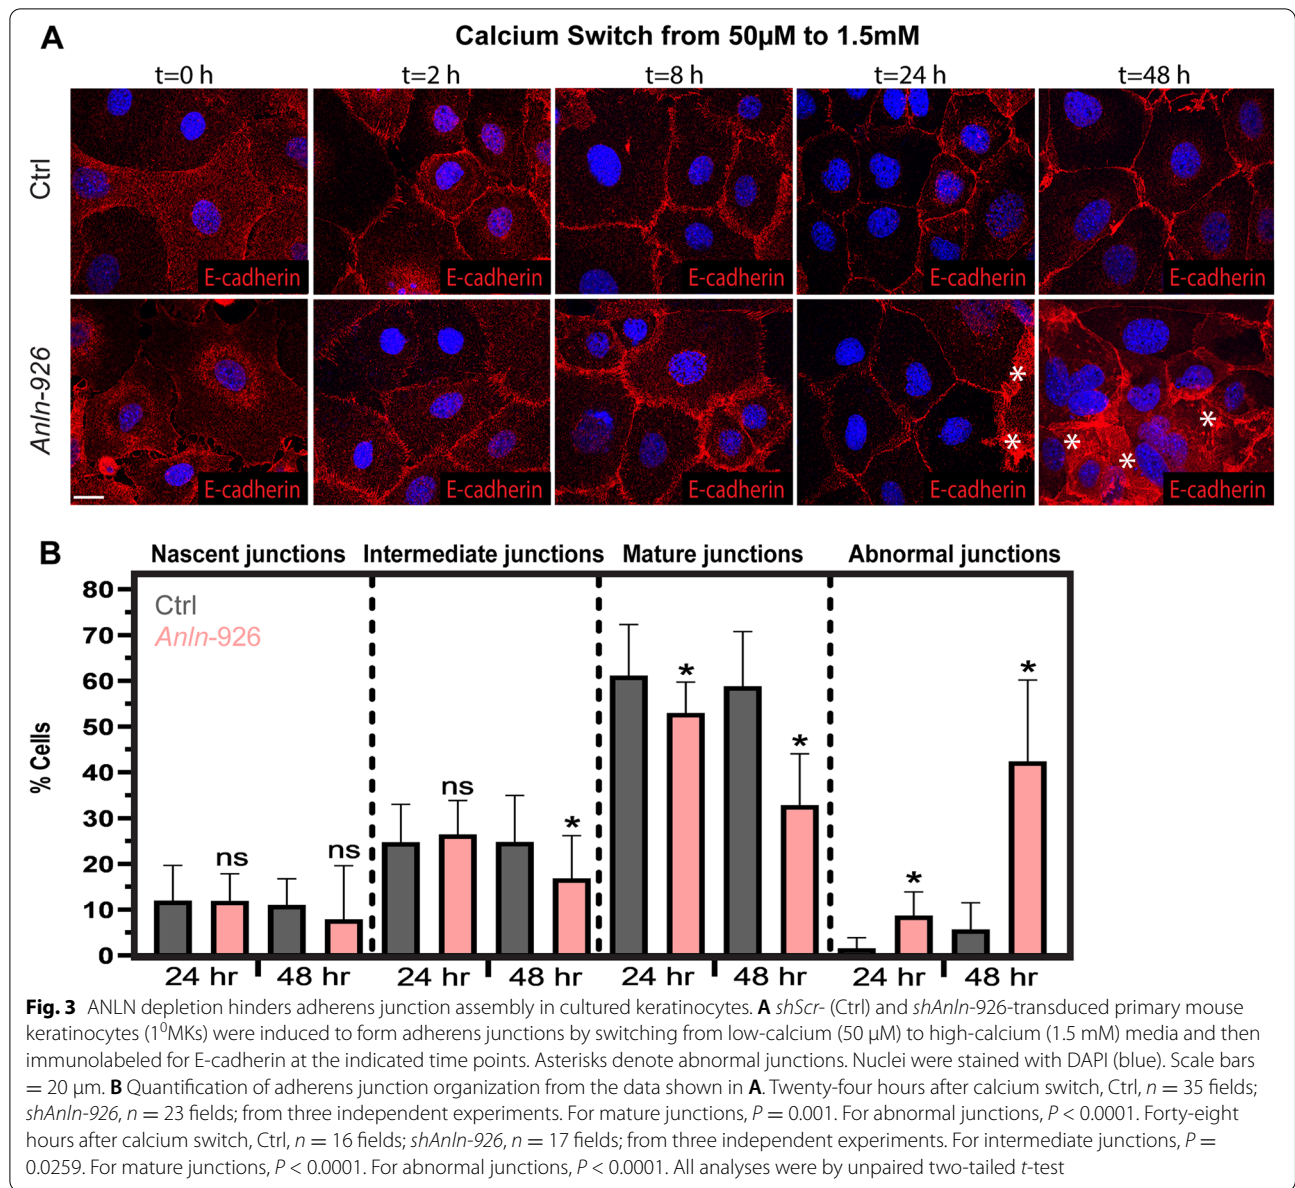 A
Calcium Switch from 50μM to 1.5mM
t=0 h t=2 h t=8 h t=24 h t=48 h
Ctrl
E-cadherin E-cadherin E-cadherin E-cadherin E-cadherin
Anln-926
* * * * *
E-cadherin E-cadherin E-cadherin E-cadherin E-cadherin
B
Nascent junctions Intermediate junctions Mature junctions Abnormal junctions
% Cells
80
70
60
50
40
30
20
10
0
Ctrl
Anln-926
ns ns ns * * * * *
24 hr 48 hr 24 hr 48 hr 24 hr 48 hr 24 hr 48 hr
Fig. 3 ANLN depletion hinders adherens junction assembly in cultured keratinocytes. A shScr- (Ctrl) and shAnln-926-transduced primary mouse
keratinocytes (1⁰MKs) were induced to form adherens junctions by switching from low-calcium (50 μM) to high-calcium (1.5 mM) media and then
immunolabeled for E-cadherin at the indicated time points. Asterisks denote abnormal junctions. Nuclei were stained with DAPI (blue). Scale bars
= 20 μm. B Quantification of adherens junction organization from the data shown in A. Twenty-four hours after calcium switch, Ctrl, n = 35 fields;
shAnln-926, n = 23 fields; from three independent experiments. For mature junctions, P = 0.001. For abnormal junctions, P < 0.0001. Forty-eight
hours after calcium switch, Ctrl, n = 16 fields; shAnln-926, n = 17 fields; from three independent experiments. For intermediate junctions, P =
0.0259. For mature junctions, P < 0.0001. For abnormal junctions, P < 0.0001. All analyses were by unpaired two-tailed t-test